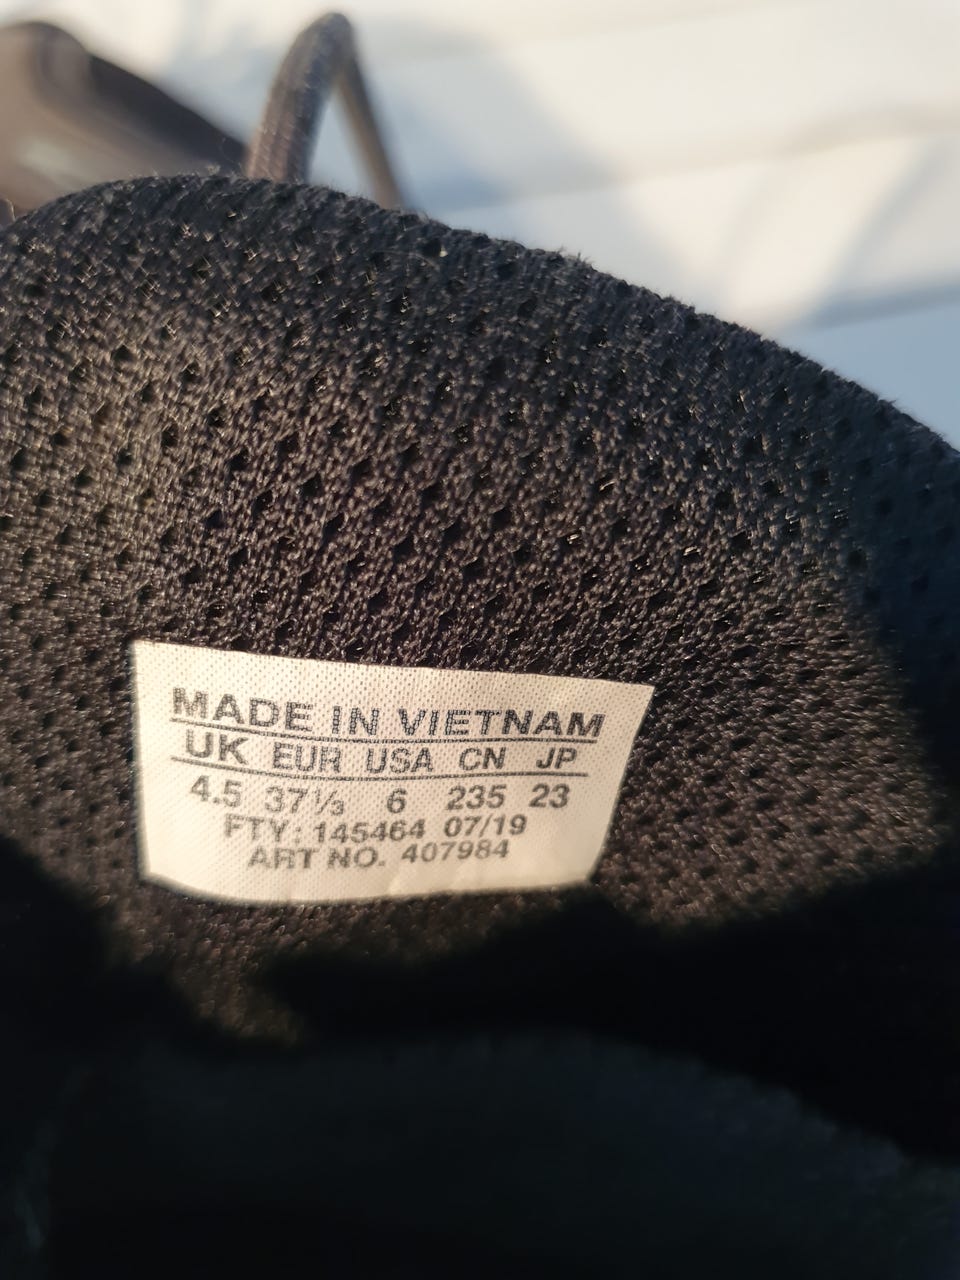 MADE IN VIETNAM
UK EUR USA CN JP
4.5 37⅓ 6 235 23
FTY: 145464 07/19
ART NO. 407984